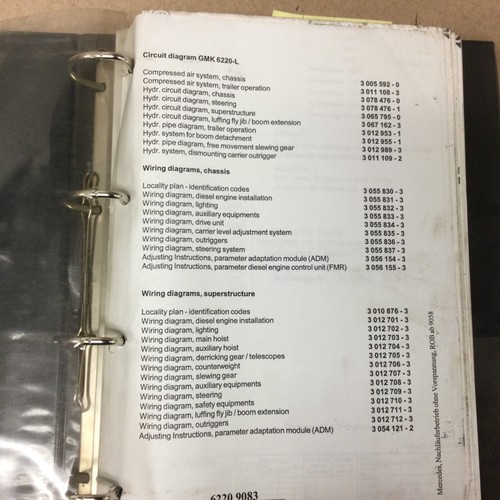 Circuit diagram GMK 6220-L
Compressed air system, chassis 3 005 592 - 0
Compressed air system, trailer operation 3 011 108 - 3
Hydr. circuit diagram, chassis 3 078 476 - 0
Hydr. circuit diagram, steering 3 078 476 - 1
Hydr. circuit diagram, superstructure 3 065 795 - 0
Hydr. circuit diagram, luffing fly jib / boom extension 3 067 162 - 3
Hydr. pipe diagram, trailer operation 3 012 953 - 1
Hydr. system for boom detachment 3 012 955 - 1
Hydr. pipe diagram, free movement slewing gear 3 012 989 - 3
Hydr. system, dismounting carrier outrigger 3 011 109 - 2
Wiring diagrams, chassis
Locality plan - identification codes 3 055 830 - 3
Wiring diagram, diesel engine installation 3 055 831 - 3
Wiring diagram, lighting 3 055 832 - 3
Wiring diagram, auxiliary equipments 3 055 833 - 3
Wiring diagram, drive unit 3 055 834 - 3
Wiring diagram, carrier level adjustment system 3 055 835 - 3
Wiring diagram, outriggers 3 055 836 - 3
Wiring diagram, steering system 3 055 837 - 3
Adjusting Instructions, parameter adaptation module (ADM) 3 056 154 - 3
Adjusting Instructions, parameter diesel engine control unit (FMR) 3 056 155 - 3
Wiring diagrams, superstructure
Locality plan - identification codes 3 010 876 - 3
Wiring diagram, diesel engine installation 3 012 701 - 3
Wiring diagram, lighting 3 012 702 - 3
Wiring diagram, main hoist 3 012 703 - 3
Wiring diagram, auxiliary hoist 3 012 704 - 3
Wiring diagram, derricking gear / telescopes 3 012 705 - 3
Wiring diagram, counterweight 3 012 706 - 3
Wiring diagram, slewing gear 3 012 707 - 3
Wiring diagram, auxiliary equipments 3 012 708 - 3
Wiring diagram, steering 3 012 709 - 3
Wiring diagram, safety equipments 3 012 710 - 3
Wiring diagram, luffing fly jib / boom extension 3 012 711 - 3
Wiring diagram, outriggers 3 012 712 - 3
Adjusting Instructions, parameter adaptation module (ADM) 3 054 121 - 2
Mercedes, Nachläuferbetrieb ohne Vorspannung, ROB ab 9058
6220 9083